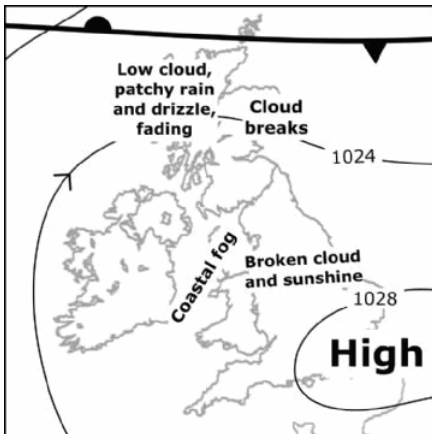 Low cloud,
patchy rain
and drizzle,
fading
Cloud
breaks
1024
Coastal fog
Broken cloud
and sunshine
1028
High